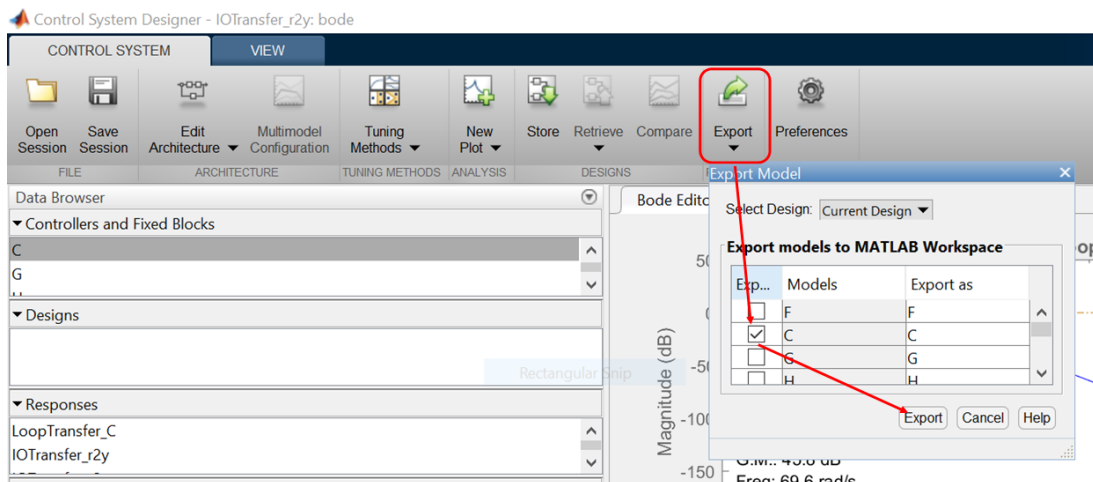 Control System Designer - IOTransfer_r2y: bode
CONTROL SYSTEM VIEW
Open Session Save Session Edit Architecture Multimodel Configuration Tuning Methods New Plot Store Retrieve Compare Export Preferences
FILE ARCHITECTURE TUNING METHODS ANALYSIS DESIGNS
Export Model
Data Browser
Bode Edito
Select Design: Current Design
Controllers and Fixed Blocks
Export models to MATLAB Workspace
C
G
50
Exp... Models Export as
F F
Designs
0
C C
G G
H H
Rectangular Snip
-50
Magnitude (dB)
Responses
Export Cancel Help
LoopTransfer_C
-100
IOTransfer_r2y
-150
Freq: 69.6 rad/s